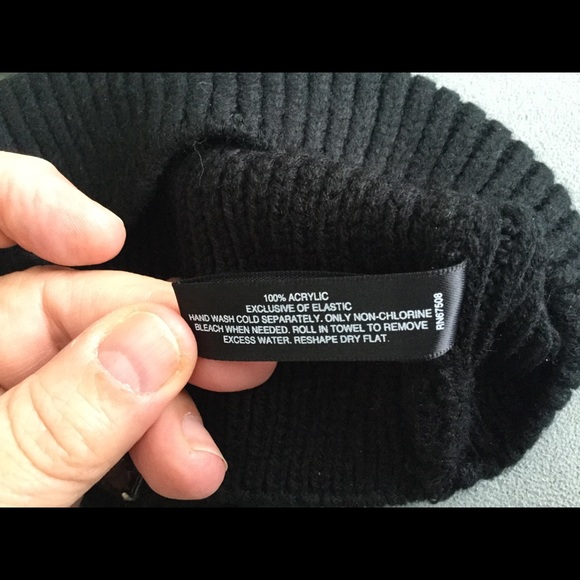 100% ACRYLIC
EXCLUSIVE OF ELASTIC
HAND WASH COLD SEPARATELY. ONLY NON-CHLORINE
BLEACH WHEN NEEDED. ROLL IN TOWEL TO REMOVE
EXCESS WATER. RESHAPE DRY FLAT.
RN87508